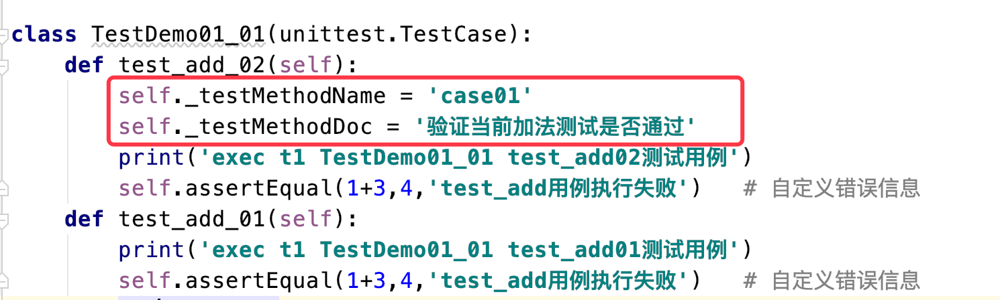 class TestDemo01_01(unittest.TestCase):
    def test_add_02(self):
        self._testMethodName = 'case01'
        self._testMethodDoc = '验证当前加法测试是否通过'
        print('exec t1 TestDemo01_01 test_add02测试用例')
        self.assertEqual(1+3,4,'test_add用例执行失败')   # 自定义错误信息
    def test_add_01(self):
        print('exec t1 TestDemo01_01 test_add01测试用例')
        self.assertEqual(1+3,4,'test_add用例执行失败')   # 自定义错误信息